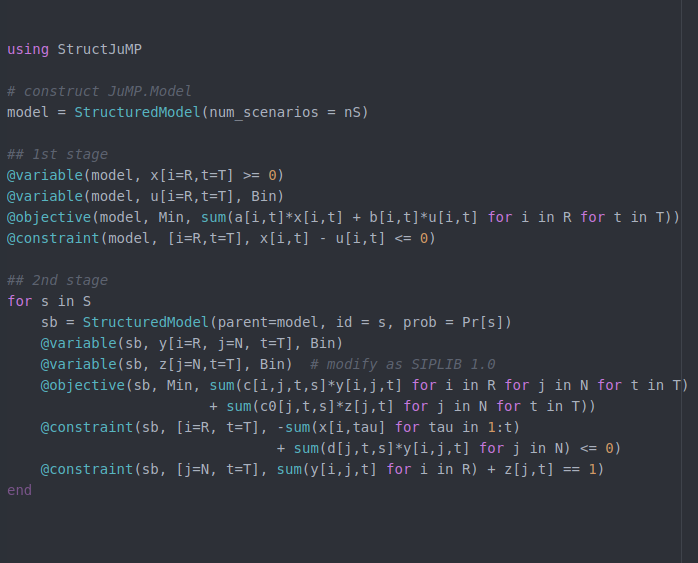 using StructJuMP
# construct JuMP.Model
model = StructuredModel(num_scenarios = nS)
## 1st stage
@variable(model, x[i=R,t=T] >= 0)
@variable(model, u[i=R,t=T], Bin)
@objective(model, Min, sum(a[i,t]*x[i,t] + b[i,t]*u[i,t] for i in R for t in T))
@constraint(model, [i=R,t=T], x[i,t] - u[i,t] <= 0)
## 2nd stage
for s in S
    sb = StructuredModel(parent=model, id = s, prob = Pr[s])
    @variable(sb, y[i=R, j=N, t=T], Bin)
    @variable(sb, z[j=N,t=T], Bin)  # modify as SIPLIB 1.0
    @objective(sb, Min, sum(c[i,j,t,s]*y[i,j,t] for i in R for j in N for t in T)
                        + sum(c0[j,t,s]*z[j,t] for j in N for t in T))
    @constraint(sb, [i=R, t=T], -sum(x[i,tau] for tau in 1:t)
                                + sum(d[j,t,s]*y[i,j,t] for j in N) <= 0)
    @constraint(sb, [j=N, t=T], sum(y[i,j,t] for i in R) + z[j,t] == 1)
end